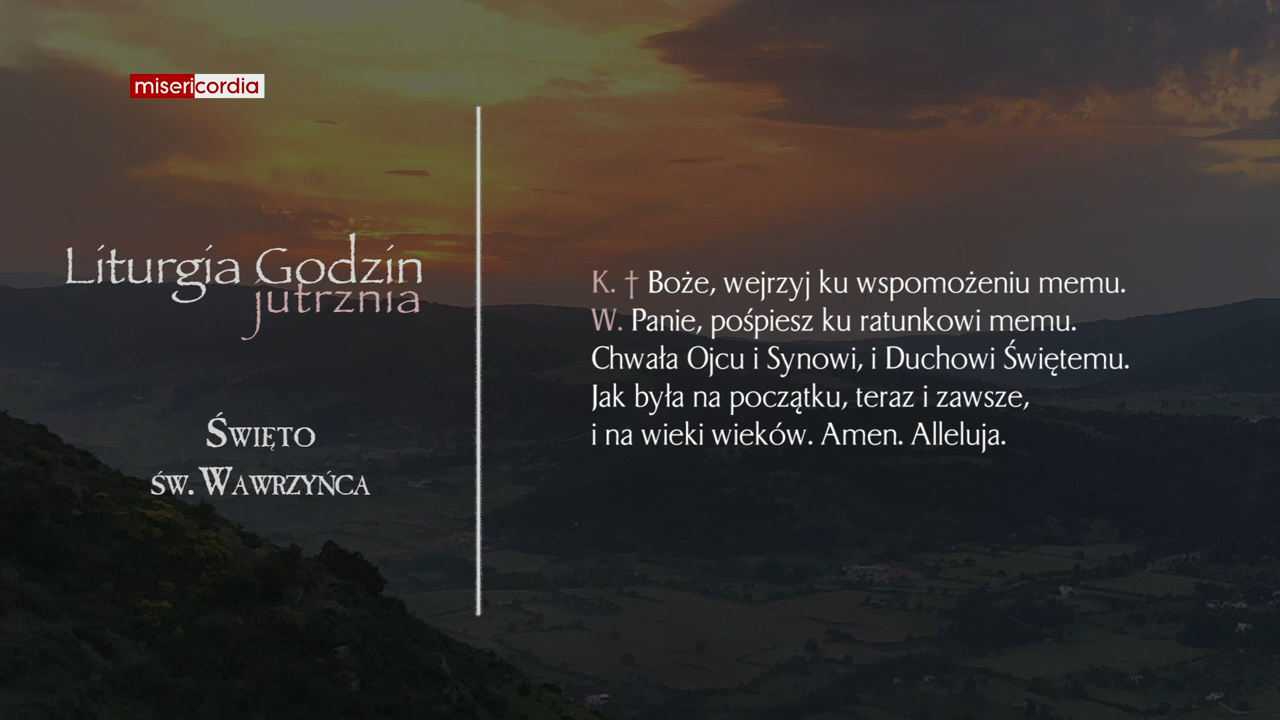 misericordia
Liturgia Godzin
jutrznia
Święto
św. Wawrzyńca
K. † Boże, wejrzyj ku wspomożeniu memu.
W. Panie, pośpiesz ku ratunkowi memu.
Chwała Ojcu i Synowi, i Duchowi Świętemu.
Jak była na początku, teraz i zawsze,
i na wieki wieków. Amen. Alleluja.